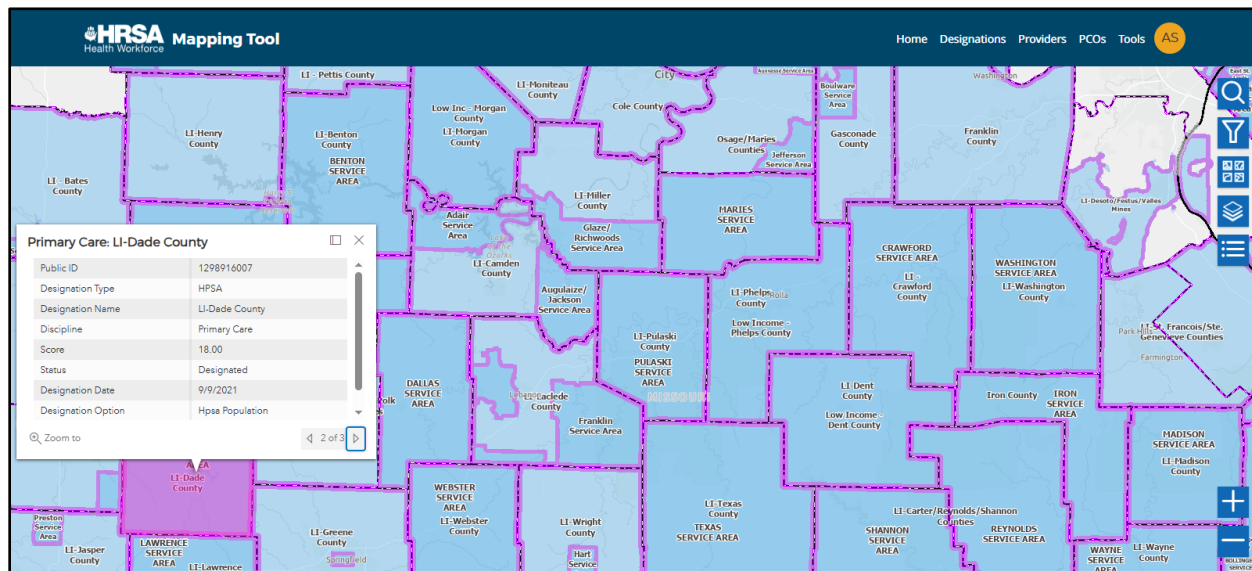 HRSA
Health Workforce
Mapping Tool
Home Designations Providers PCOs Tools AS
LI - Pettis County
City
LI-Moniteau
County
Cole County
Boulware
Service
Area
Washington
LI-Henry
County
LI-Benton
County
BENTON
SERVICE
AREA
Low Inc - Morgan
County
LI-Morgan
County
Osage/Maries
Counties
Jefferson
Service Area
Gasconade
County
Franklin
County
LI - Bates
County
LI-Miller
County
LI-Desoto/Festus/Valles
Mines
Adair
Service
Area
Glaze/
Richwoods
Service Area
MARIES
SERVICE
AREA
LI-Camden
County
CRAWFORD
SERVICE AREA
LI -
Crawford
County
WASHINGTON
SERVICE AREA
LI-Washington
County
Augulaize/
Jackson
Service Area
LI-Phelps
County
Rolla
Low Income -
Phelps County
LI-Pulaski
County
PULASKI
SERVICE
AREA
Park Hills
LI-St. Francois/Ste.
Genevieve Counties
Farmington
Primary Care: LI-Dade County
Public ID 1298916007
Designation Type HPSA
Designation Name LI-Dade County
Discipline Primary Care
Score 18.00
Status Designated
Designation Date 9/9/2021
Designation Option Hpsa Population
Zoom to
2 of 3
DALLAS
SERVICE
AREA
Lebanon
County
MISSOURI
Franklin
Service Area
LI-Dent
County
Low Income -
Dent County
Iron County
IRON
SERVICE
AREA
MADISON
SERVICE AREA
LI-Madison
County
AREA
LI-Dade
County
WEBSTER
SERVICE
AREA
LI-Webster
County
LI-Texas
County
TEXAS
SERVICE AREA
LI-Carter/Reynolds/Shannon
Counties
SHANNON
SERVICE
AREA
REYNOLDS
SERVICE AREA
Preston
Service
Area
LI-Jasper
County
LAWRENCE
SERVICE
AREA
LI-Lawrence
LI-Greene
County
Springfield
LI-Wright
County
Hart
Service
WAYNE
SERVICE
AREA
LI-Wayne
County